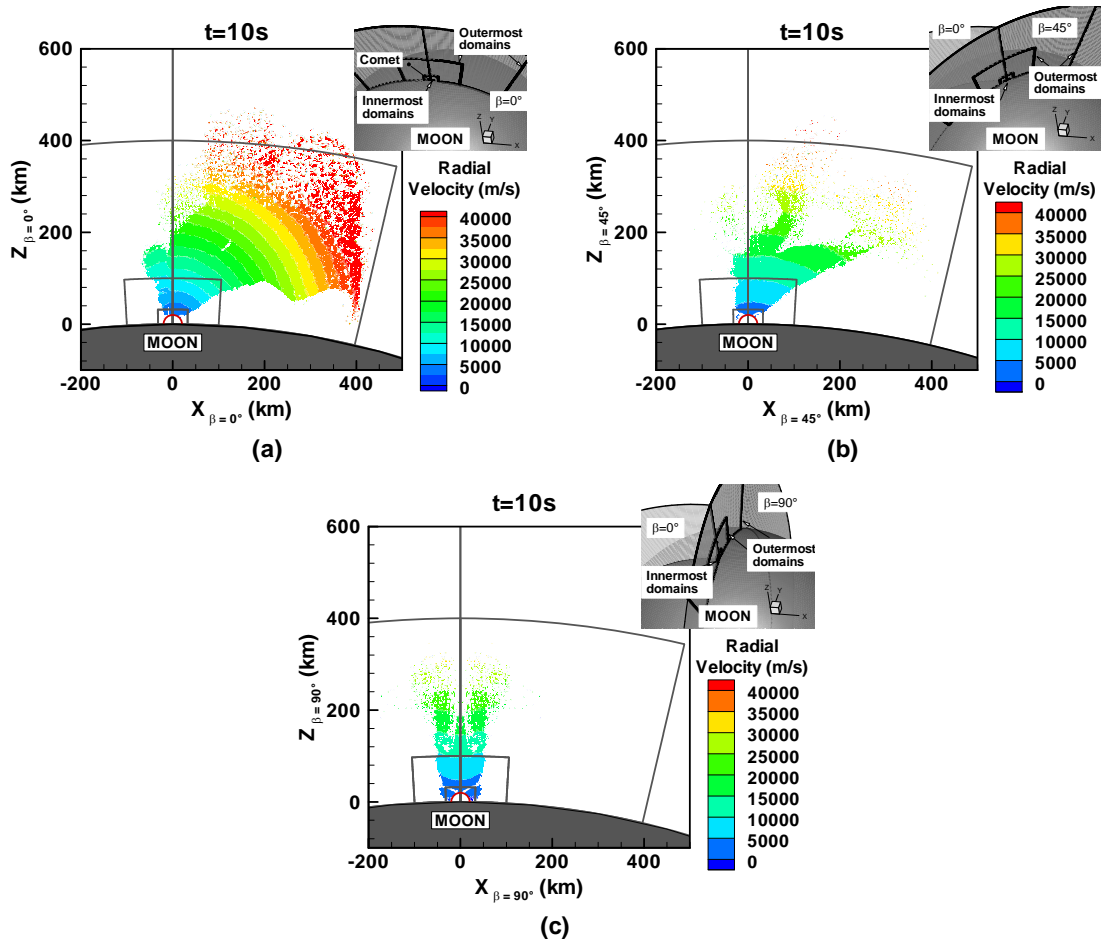 t=10s
Outermost
domains
Comet
Innermost
domains
β=0°
MOON
Z
Y
X
600
400
200
0
Z β=0° (km)
MOON
-200
0
200
400
X β=0° (km)
Radial
Velocity (m/s)
40000
35000
30000
25000
20000
15000
10000
5000
0
(a)
t=10s
β=0°
β=45°
Outermost
domains
Innermost
domains
MOON
Z
Y
X
600
400
200
0
Z β=45° (km)
MOON
-200
0
200
400
X β=45° (km)
Radial
Velocity (m/s)
40000
35000
30000
25000
20000
15000
10000
5000
0
(b)
t=10s
β=90°
β=0°
Outermost
domains
Innermost
domains
MOON
Z
Y
X
600
400
200
0
Z β=90° (km)
MOON
-200
0
200
400
X β=90° (km)
Radial
Velocity (m/s)
40000
35000
30000
25000
20000
15000
10000
5000
0
(c)